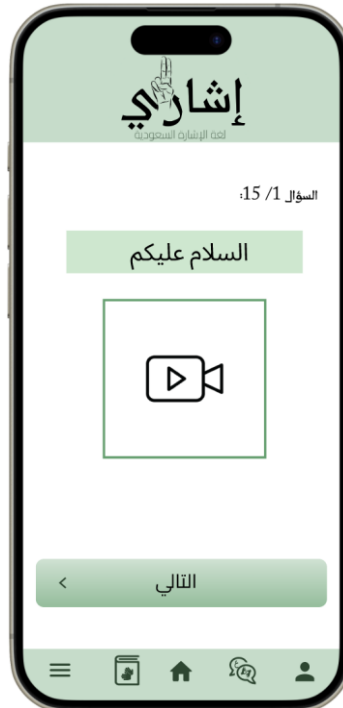 إشاري
لغة الإشارة السعودية
السؤال 1/ 15:
السلام عليكم
التالي